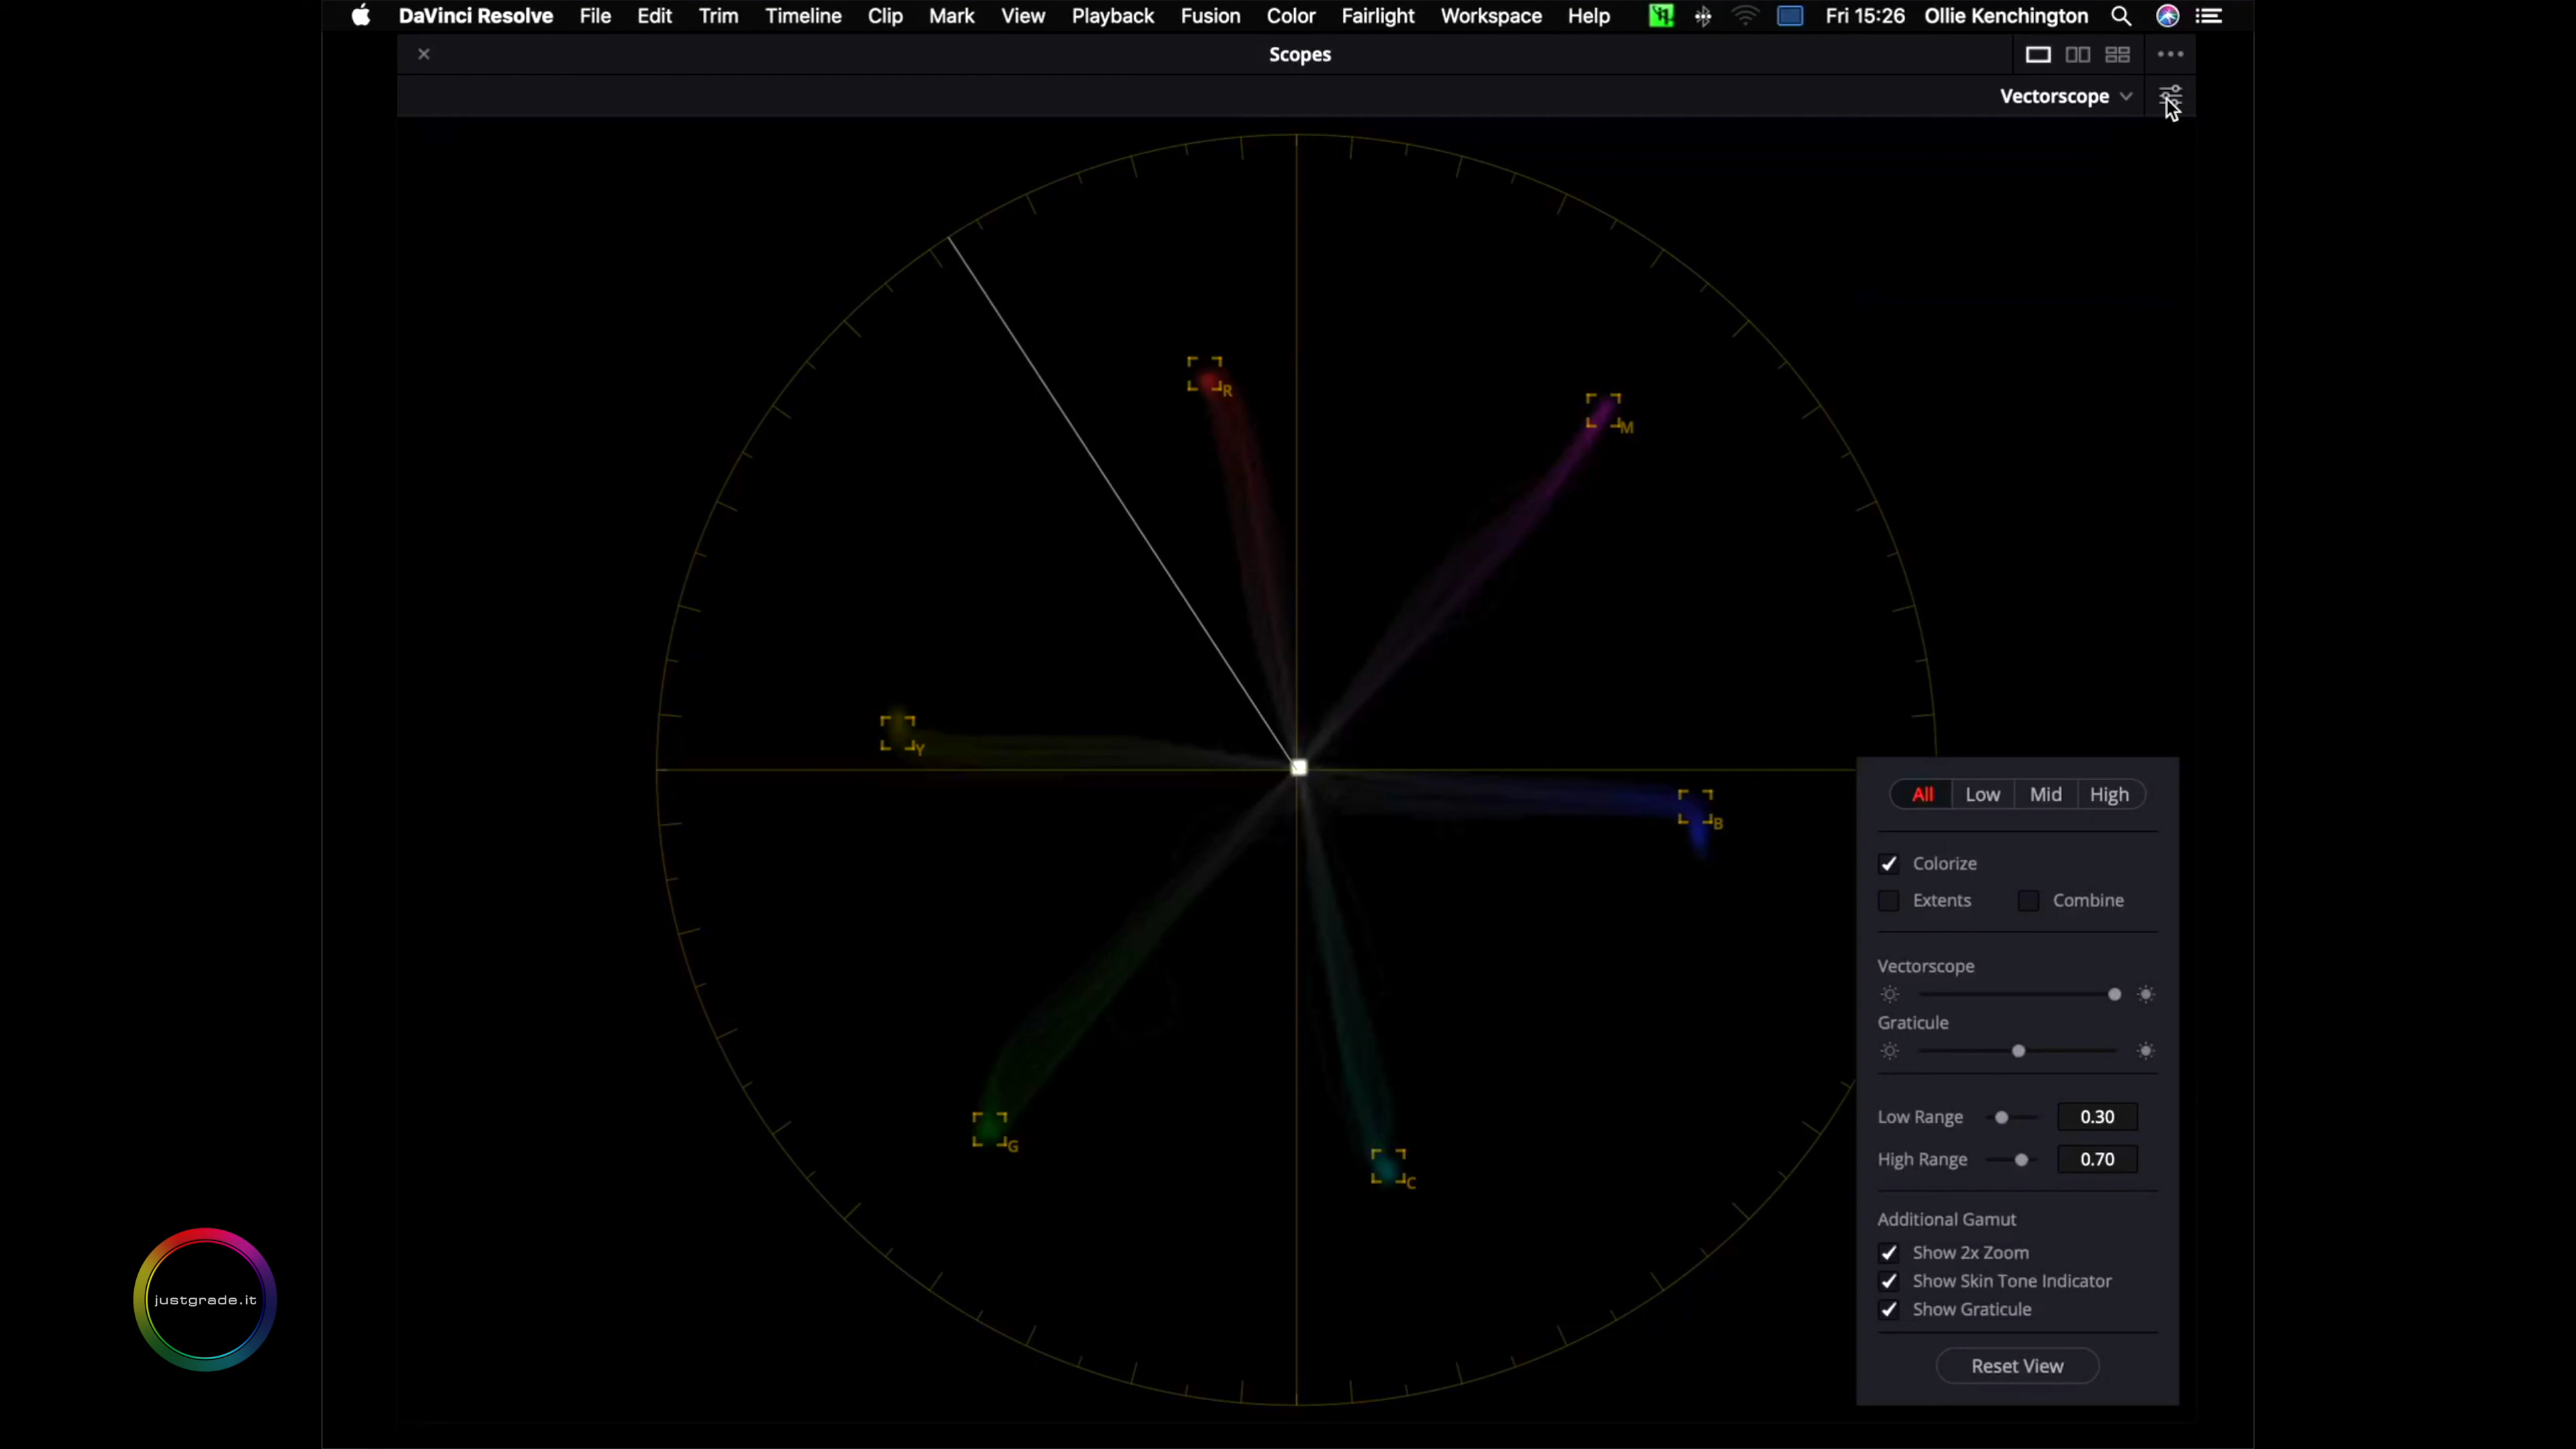 DaVinci Resolve File Edit Trim Timeline Clip Mark View Playback Fusion Color Fairlight Workspace Help Fri 15:26 Ollie Kenchington
Scopes
Vectorscope
R
M
Y
B
G
C
All Low Mid High
Colorize
Extents Combine
Vectorscope
Graticule
Low Range 0.30
High Range 0.70
Additional Gamut
Show 2x Zoom
Show Skin Tone Indicator
Show Graticule
Reset View
justgrade.it